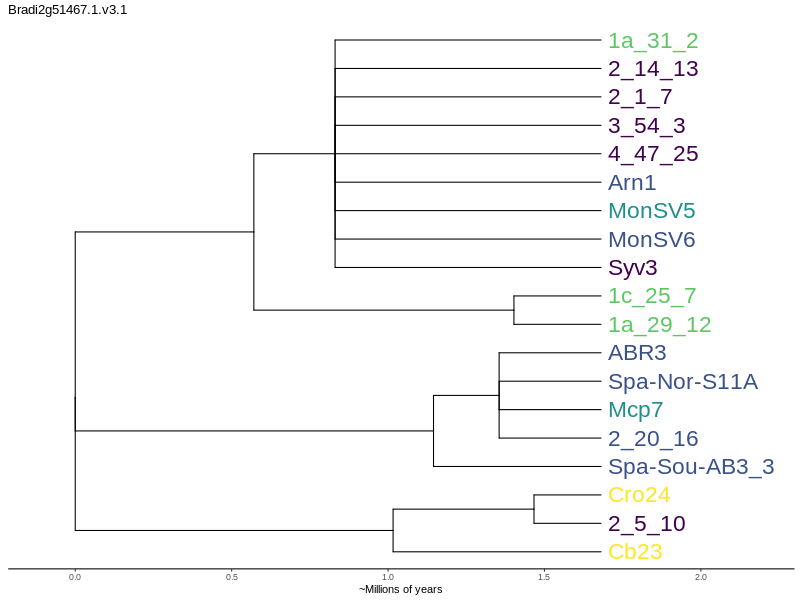 Bradi2g51467.1.v3.1
1a_31_2
2_14_13
2_1_7
3_54_3
4_47_25
Arn1
MonSV5
MonSV6
Syv3
1c_25_7
1a_29_12
ABR3
Spa-Nor-S11A
Mcp7
2_20_16
Spa-Sou-AB3_3
Cro24
2_5_10
Cb23
0.0 0.5 1.0 1.5 2.0
~Millions of years